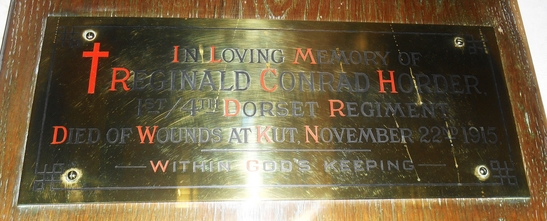 IN LOVING MEMORY OF
REGINALD CONRAD HORDER.
1ST/4TH DORSET REGIMENT
DIED OF WOUNDS AT KUT, NOVEMBER 22ND 1915
WITHIN GOD'S KEEPING